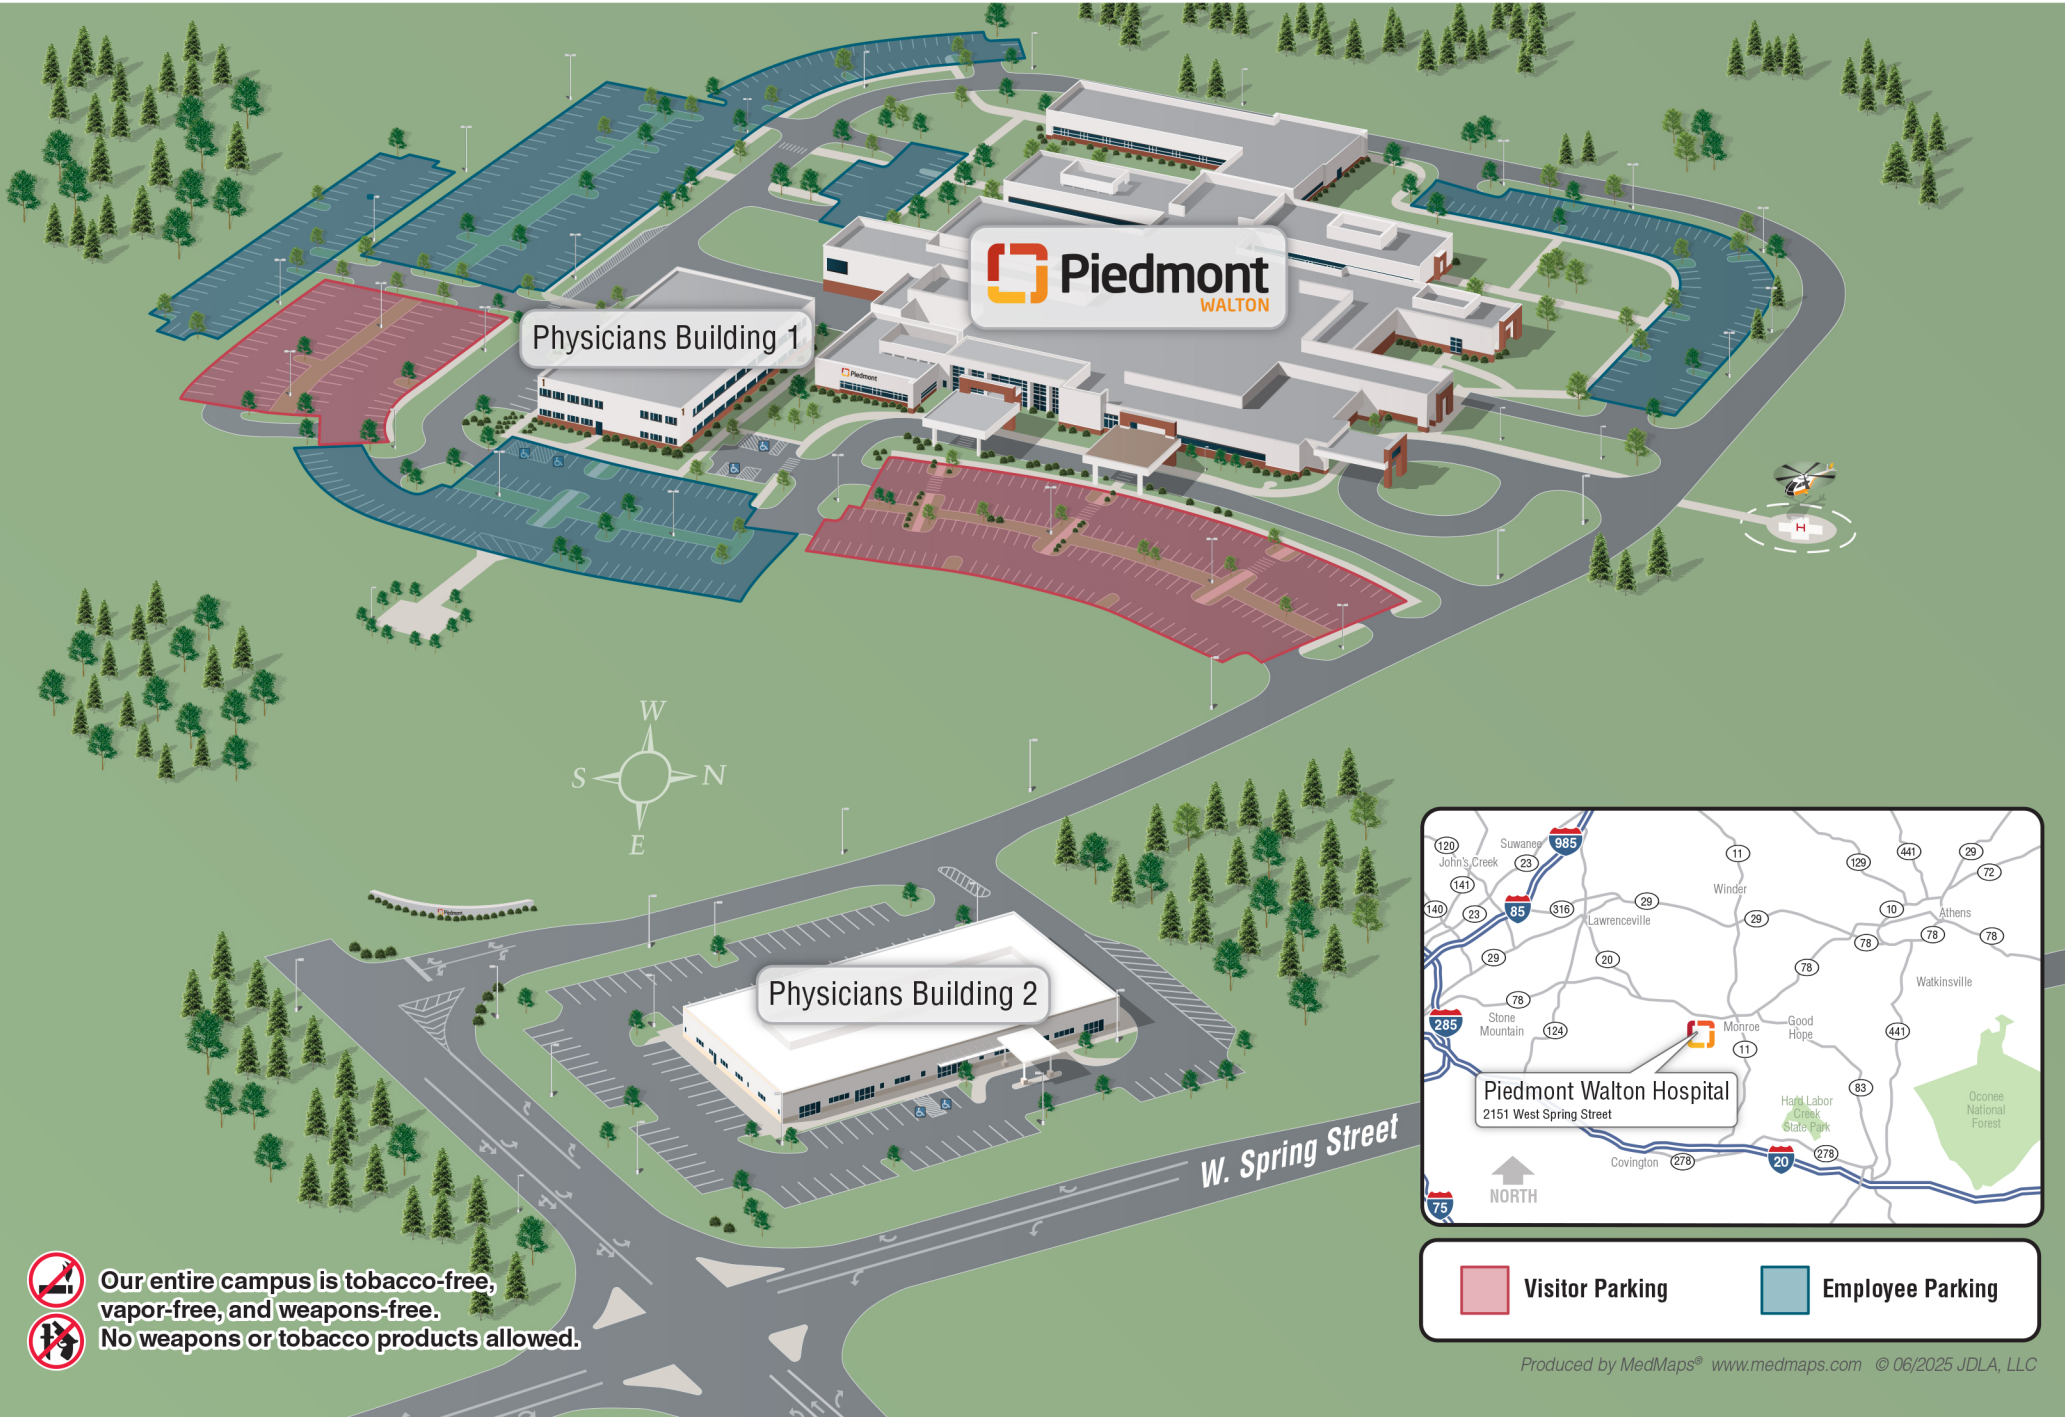 Piedmont
WALTON
Physicians Building 1
Piedmont
1
1
H
W
S
N
E
Piedmont
Physicians Building 2
W. Spring Street
985
Suwanee
120
John's Creek
23
141
140
23
85
316
29
Lawrenceville
11
Winder
29
129
441
29
72
10
Athens
78
78
78
29
20
78
Watkinsville
78
Stone
Mountain
285
124
Monroe
Good
Hope
441
11
83
Piedmont Walton Hospital
2151 West Spring Street
Hard Labor
Creek
State Park
Oconee
National
Forest
Covington
278
20
278
NORTH
75
Visitor Parking
Employee Parking
Our entire campus is tobacco-free,
vapor-free, and weapons-free.
No weapons or tobacco products allowed.
Produced by MedMaps® www.medmaps.com © 06/2025 JDLA, LLC